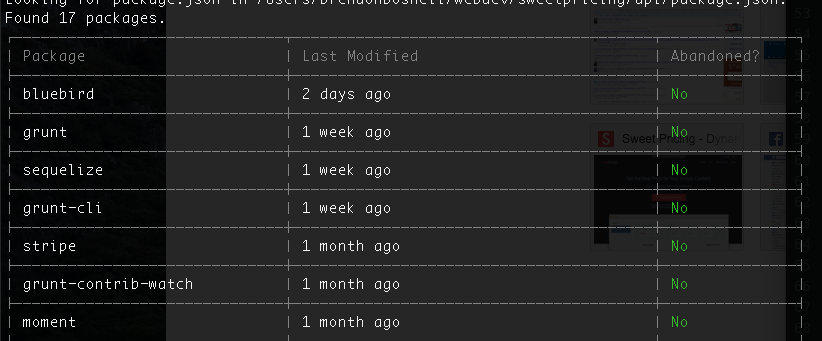 Looking for package.json in /Users/brendonboshell/webdev/sweetpricing/api/package.json.
Found 17 packages.
Package Last Modified Abandoned?
bluebird 2 days ago No
grunt 1 week ago No
sequelize 1 week ago No
grunt-cli 1 week ago No
stripe 1 month ago No
grunt-contrib-watch 1 month ago No
moment 1 month ago No
Sweet Pricing - Dyna